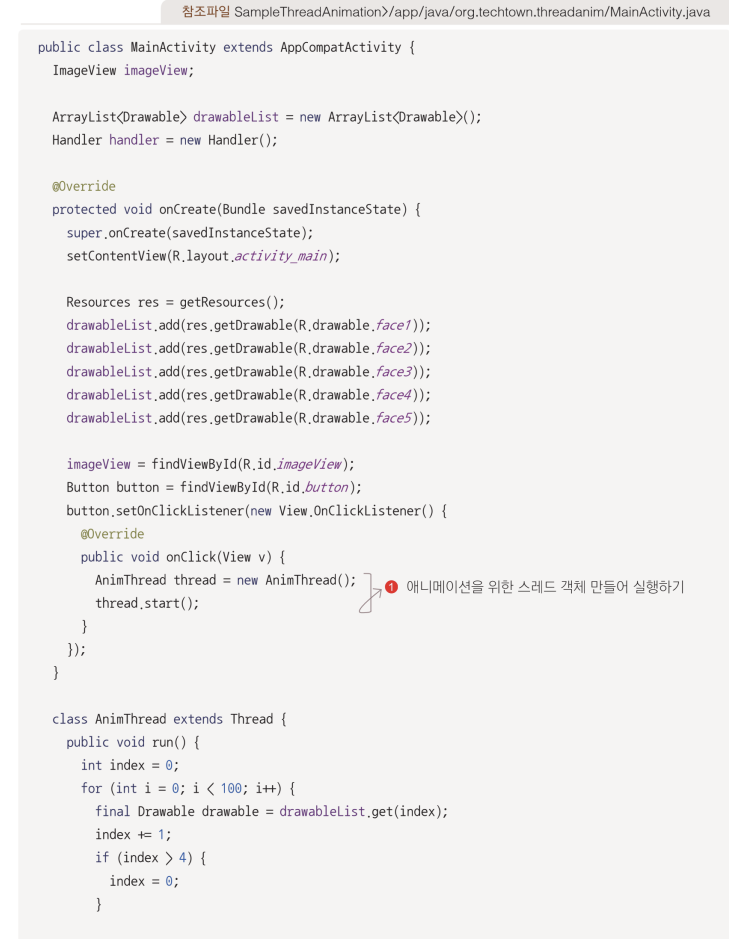 참조파일 SampleThreadAnimation>/app/java/org.techtown.threadanim/MainActivity.java
public class MainActivity extends AppCompatActivity {
  ImageView imageView;

  ArrayList<Drawable> drawableList = new ArrayList<Drawable>();
  Handler handler = new Handler();

  @Override
  protected void onCreate(Bundle savedInstanceState) {
    super.onCreate(savedInstanceState);
    setContentView(R.layout.activity_main);

    Resources res = getResources();
    drawableList.add(res.getDrawable(R.drawable.face1));
    drawableList.add(res.getDrawable(R.drawable.face2));
    drawableList.add(res.getDrawable(R.drawable.face3));
    drawableList.add(res.getDrawable(R.drawable.face4));
    drawableList.add(res.getDrawable(R.drawable.face5));

    imageView = findViewById(R.id.imageView);
    Button button = findViewById(R.id.button);
    button.setOnClickListener(new View.OnClickListener() {
      @Override
      public void onClick(View v) {
        AnimThread thread = new AnimThread(); ❶ 애니메이션을 위한 스레드 객체 만들어 실행하기
        thread.start();
      }
    });
  }

  class AnimThread extends Thread {
    public void run() {
      int index = 0;
      for (int i = 0; i < 100; i++) {
        final Drawable drawable = drawableList.get(index);
        index += 1;
        if (index > 4) {
          index = 0;
        }